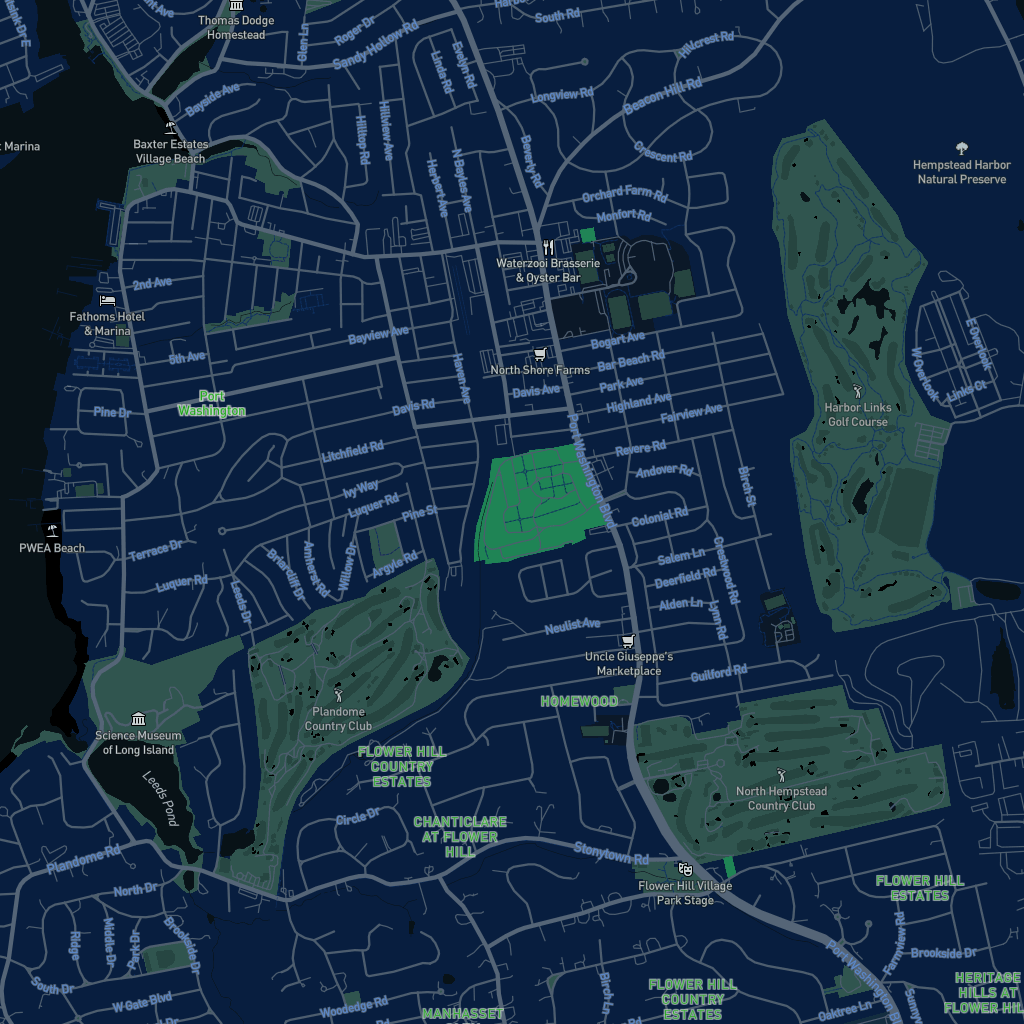 Thomas Dodge
Homestead
Glen Ln
Roger Dr
Sandy Hollow Rd
South Rd
Hillcrest Rd
Evelyn Rd
Linda Rd
Longview Rd
Beacon Hill Rd
Bayside Ave
Marina
Baxter Estates
Village Beach
Hilltop Rd
Hillview Ave
Herbert Ave
N Bayles Ave
Beverly Rd
Crescent Rd
Hempstead Harbor
Natural Preserve
Orchard Farm Rd
Monfort Rd
Waterzooi Brasserie
& Oyster Bar
2nd Ave
Fathoms Hotel
& Marina
Bayview Ave
5th Ave
Haven Ave
North Shore Farms
Bogart Ave
Bar Beach Rd
Park Ave
Davis Ave
Highland Ave
Fairview Ave
E Overlook
W Overlook
Links Ct
Port
Washington
Pine Dr
Davis Rd
Harbor Links
Golf Course
Port Washington Blvd
Litchfield Rd
Revere Rd
Andover Rd
Birch St
Ivy Way
Luquer Rd
Pine St
Colonial Rd
PWEA Beach
Terrace Dr
Argyle Rd
Willow Dr
Amherst Rd
Briarcliff Dr
Luquer Rd
Leeds Dr
Salem Ln
Deerfield Rd
Crestwood Rd
Alden Ln
Lynn Rd
Neulist Ave
Uncle Giuseppe's
Marketplace
Guilford Rd
HOMEWOOD
Plandome
Country Club
Science Museum
of Long Island
Leeds Pond
FLOWER HILL
COUNTRY
ESTATES
North Hempstead
Country Club
Circle Dr
CHANTICLARE
AT FLOWER
HILL
Stonytown Rd
Plandome Rd
Flower Hill Village
Park Stage
FLOWER HILL
ESTATES
North Dr
Brookside Dr
Park Dr
Middle Dr
Ridge
South Dr
W Gate Blvd
Woodedge Rd
Birch Ln
MANHASSET
FLOWER HILL
COUNTRY
ESTATES
Port Washington Blvd
Farmview Rd
Brookside Dr
Oaktree Ln
HERITAGE
HILLS AT
FLOWER HILL